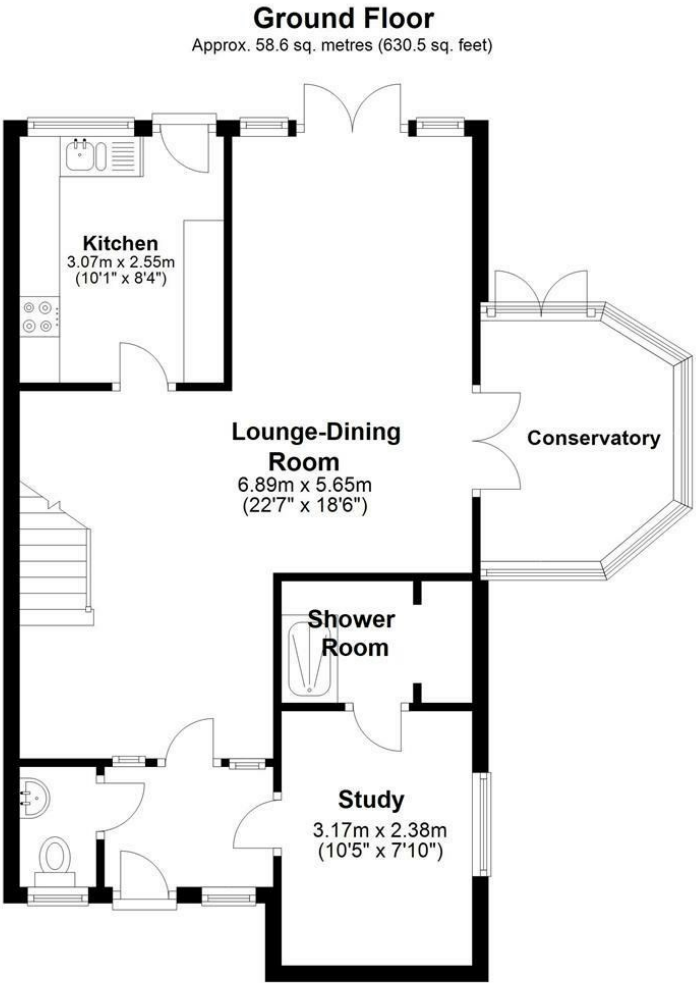 Ground Floor
Approx. 58.6 sq. metres (630.5 sq. feet)
Kitchen
3.07m x 2.55m
(10'1" x 8'4")
Lounge-Dining
Room
6.89m x 5.65m
(22'7" x 18'6")
Conservatory
Shower
Room
Study
3.17m x 2.38m
(10'5" x 7'10")